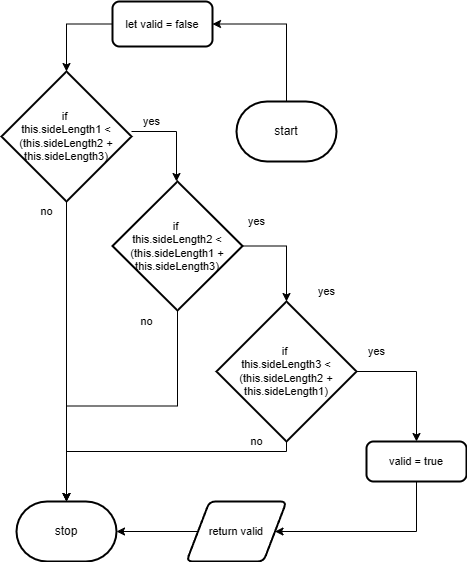 let valid = false
start
if
this.sideLength1 <
(this.sideLength2 +
this.sideLength3)
yes
no
if
this.sideLength2 <
(this.sideLength1 +
this.sideLength3)
yes
no
yes
if
this.sideLength3 <
(this.sideLength2 +
this.sideLength1)
yes
no
valid = true
return valid
stop